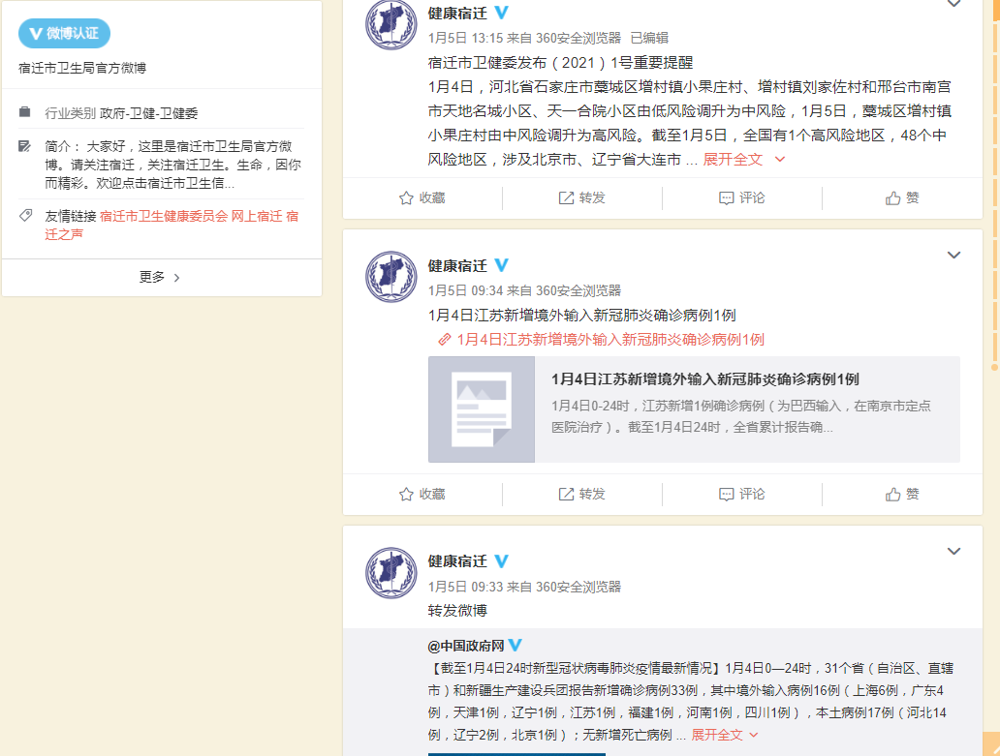 微博认证
宿迁市卫生局官方微博
行业类别 政府-卫健-卫健委
简介： 大家好，这里是宿迁市卫生局官方微
博。请关注宿迁，关注宿迁卫生。生命，因你
而精彩。欢迎点击宿迁市卫生信...
友情链接 宿迁市卫生健康委员会 网上宿迁 宿
迁之声
更多
健康宿迁
1月5日 13:15 来自 360安全浏览器 已编辑
宿迁市卫健委发布（2021）1号重要提醒
1月4日，河北省石家庄市藁城区增村镇小果庄村、增村镇刘家佐村和邢台市南宫
市天地名城小区、天一合院小区由低风险调升为中风险，1月5日，藁城区增村镇
小果庄村由中风险调升为高风险。截至1月5日，全国有1个高风险地区，48个中
风险地区，涉及北京市、辽宁省大连市 ... 展开全文
收藏 转发 评论 赞
健康宿迁
1月5日 09:34 来自 360安全浏览器
1月4日江苏新增境外输入新冠肺炎确诊病例1例
1月4日江苏新增境外输入新冠肺炎确诊病例1例
1月4日江苏新增境外输入新冠肺炎确诊病例1例
1月4日0-24时，江苏新增1例确诊病例（为巴西输入，在南京市定点
医院治疗）。截至1月4日24时，全省累计报告确...
收藏 转发 评论 赞
健康宿迁
1月5日 09:33 来自 360安全浏览器
转发微博
@中国政府网
【截至1月4日24时新型冠状病毒肺炎疫情最新情况】1月4日0—24时，31个省（自治区、直辖
市）和新疆生产建设兵团报告新增确诊病例33例，其中境外输入病例16例（上海6例，广东4
例，天津1例，辽宁1例，江苏1例，福建1例，河南1例，四川1例），本土病例17例（河北14
例，辽宁2例，北京1例）；无新增死亡病例 ... 展开全文